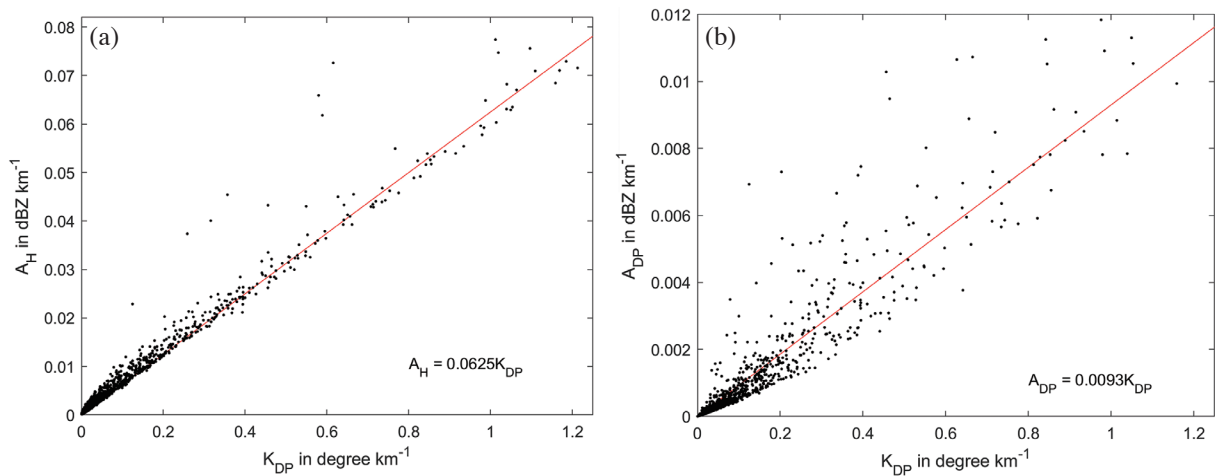 (a)
0.08
0.07
0.06
0.05
0.04
0.03
0.02
0.01
0
A_H in dBZ km^-1
A_H = 0.0625K_DP
0 0.2 0.4 0.6 0.8 1 1.2
K_DP in degree km^-1
(b)
0.012
0.01
0.008
0.006
0.004
0.002
0
A_DP in dBZ km^-1
A_DP = 0.0093K_DP
0 0.2 0.4 0.6 0.8 1 1.2
K_DP in degree km^-1